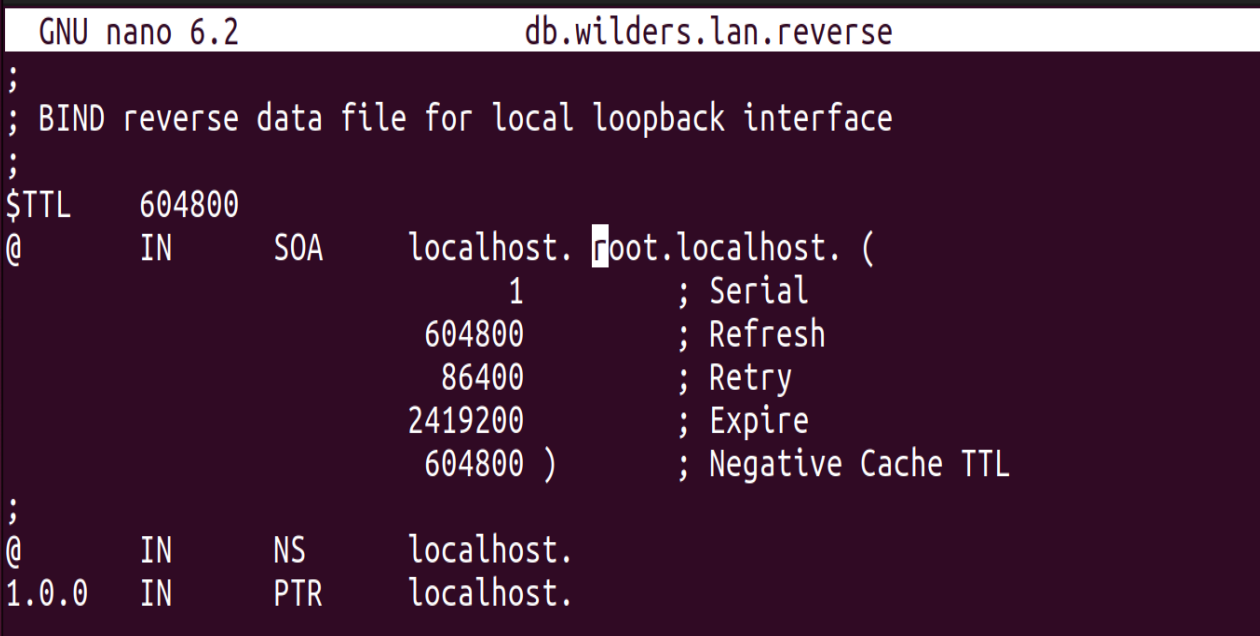 GNU nano 6.2 db.wilders.lan.reverse
;
; BIND reverse data file for local loopback interface
;
$TTL 604800
@ IN SOA localhost. root.localhost. (
1 ; Serial
604800 ; Refresh
86400 ; Retry
2419200 ; Expire
604800 ) ; Negative Cache TTL
;
@ IN NS localhost.
1.0.0 IN PTR localhost.